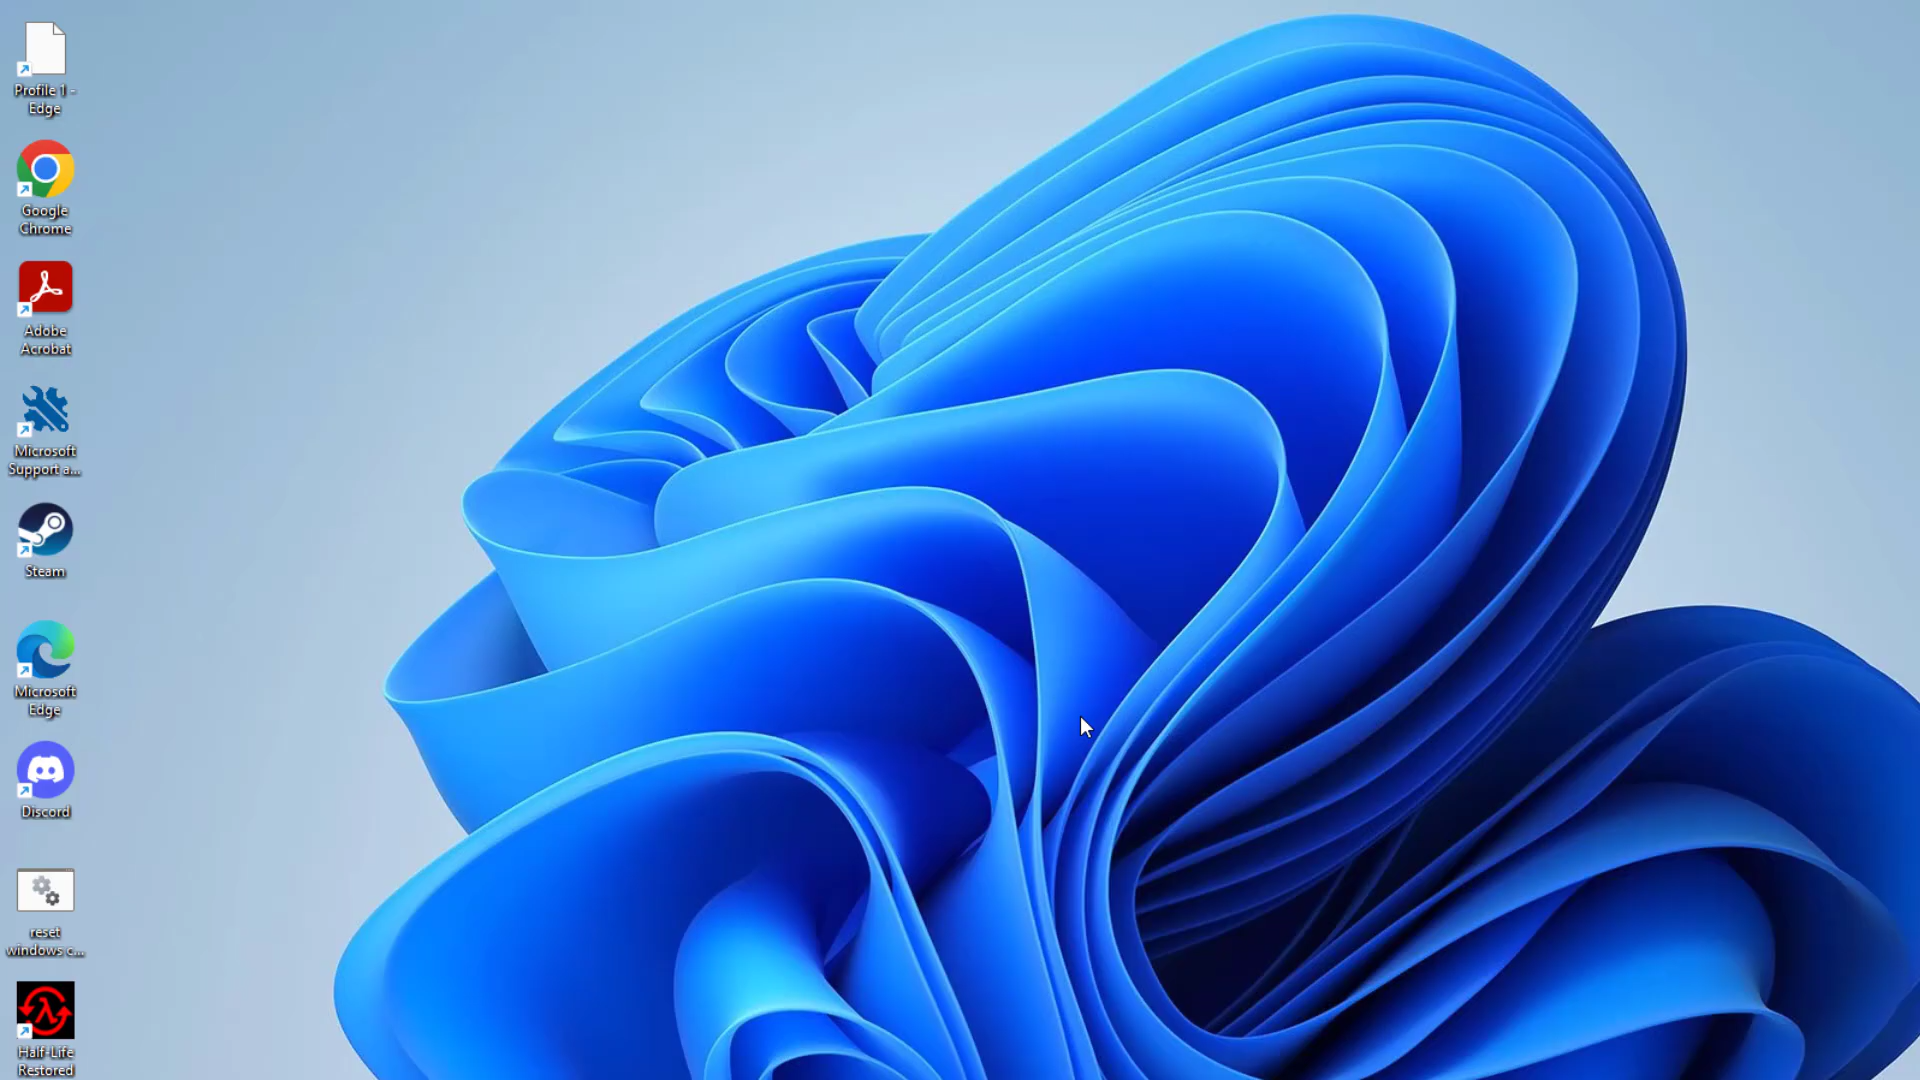 Profile 1 -
Edge
Google
Chrome
Adobe
Acrobat
Microsoft
Support a...
Steam
Microsoft
Edge
Discord
reset
windows c...
Half-Life
Restored